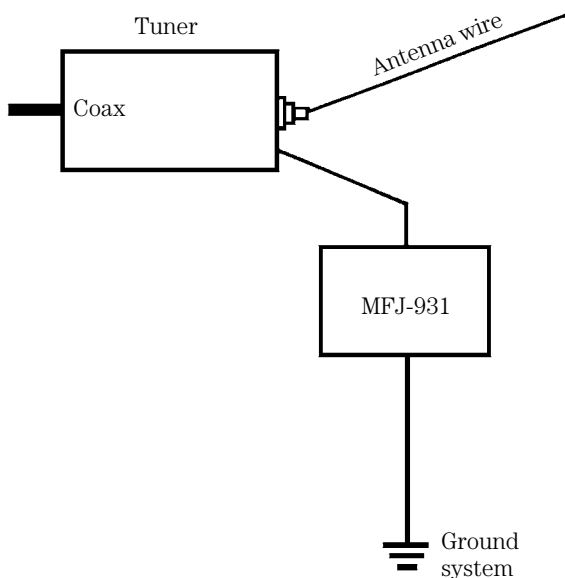 Tuner
Antenna wire
Coax
MFJ-931
Ground
system